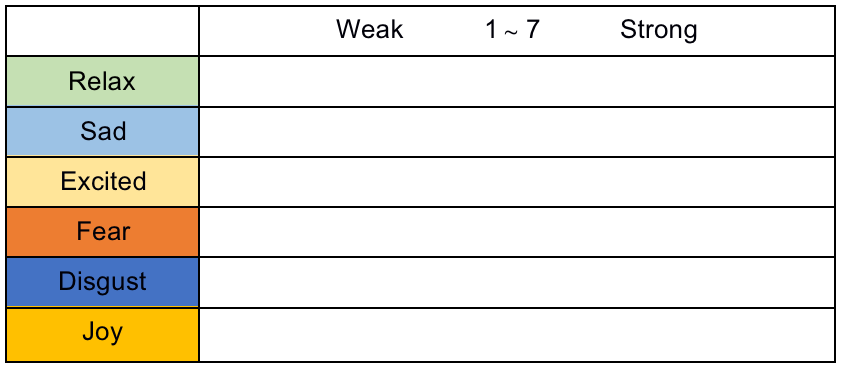 Weak 1 ~ 7 Strong
Relax
Sad
Excited
Fear
Disgust
Joy